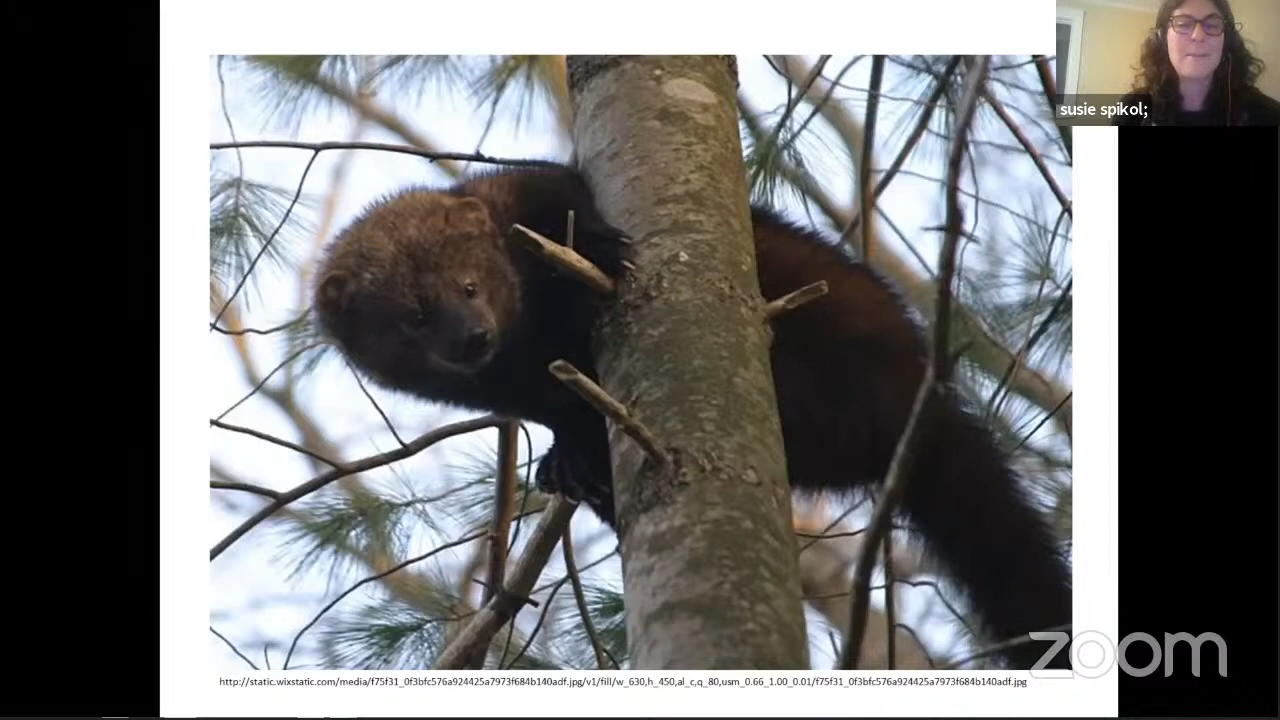 susie spikol;
http://static.wixstatic.com/media/f75f31_0f3bfc576a924425a7973f684b140adf.jpg/v1/fill/w_630,h_450,al_c,q_80,usm_0.66_1.00_0.01/f75f31_0f3bfc576a924425a7973f684b140adf.jpg
zoom